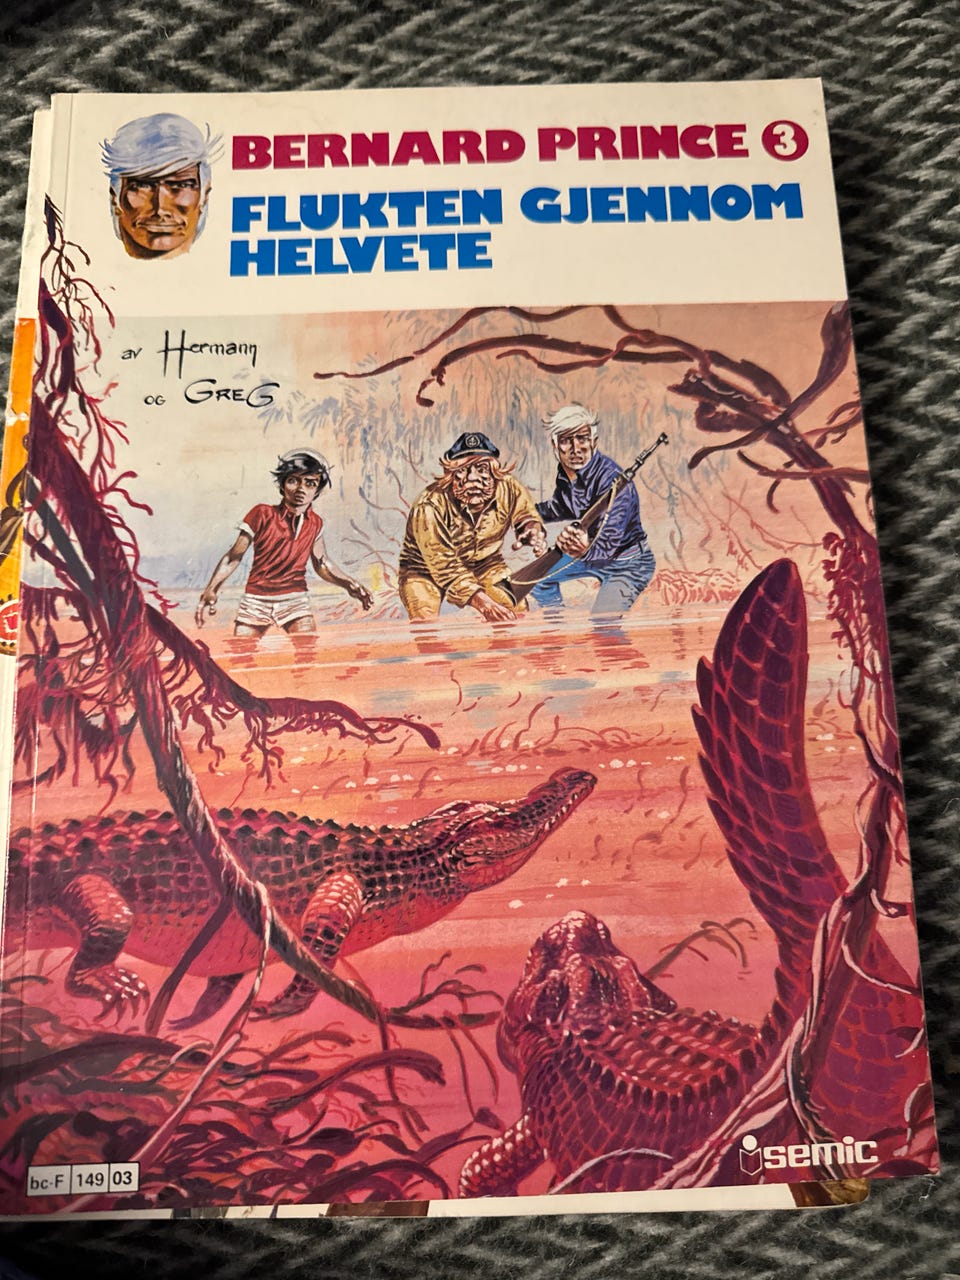 BERNARD PRINCE 3
FLUKTEN GJENNOM
HELVETE
av Hermann
OG GREG
semic
bc-F 149 03